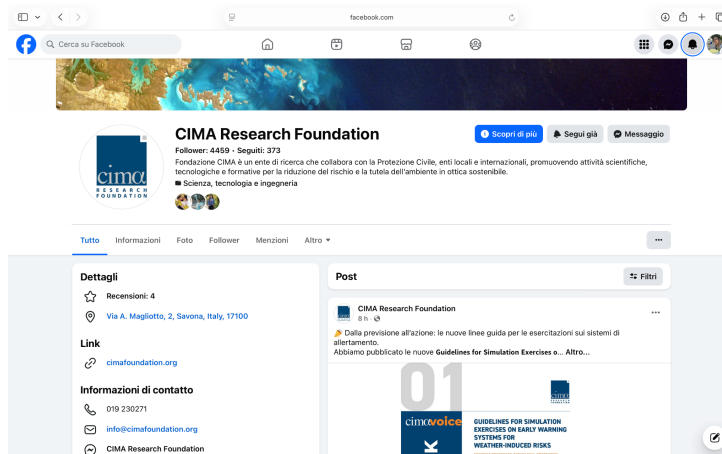 facebook.com
Cerca su Facebook
cima
RESEARCH
FOUNDATION
CIMA Research Foundation
Follower: 4459 · Seguiti: 373
Fondazione CIMA è un ente di ricerca che collabora con la Protezione Civile, enti locali e internazionali, promuovendo attività scientifiche,
tecnologiche e formative per la riduzione del rischio e la tutela dell'ambiente in ottica sostenibile.
Scienza, tecnologia e ingegneria
Scopri di più
Segui già
Messaggio
Tutto Informazioni Foto Follower Menzioni Altro
Dettagli
Recensioni: 4
Via A. Magliotto, 2, Savona, Italy, 17100
Link
cimafoundation.org
Informazioni di contatto
019 230271
info@cimafoundation.org
CIMA Research Foundation
Post
Filtri
CIMA Research Foundation
8 h ·
Dalla previsione all'azione: le nuove linee guida per le esercitazioni sui sistemi di
allertamento.
Abbiamo pubblicato le nuove Guidelines for Simulation Exercises o... Altro...
01
cima
cimavoice
GUIDELINES FOR SIMULATION
EXERCISES ON EARLY WARNING
SYSTEMS FOR
WEATHER-INDUCED RISKS